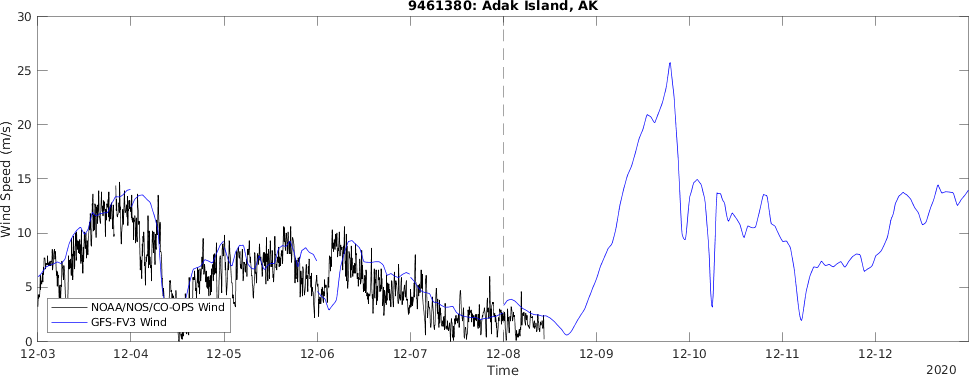 9461380: Adak Island, AK
30
25
20
15
10
5
0
Wind Speed (m/s)
NOAA/NOS/CO-OPS Wind
GFS-FV3 Wind
12-03 12-04 12-05 12-06 12-07 12-08 12-09 12-10 12-11 12-12
Time
2020